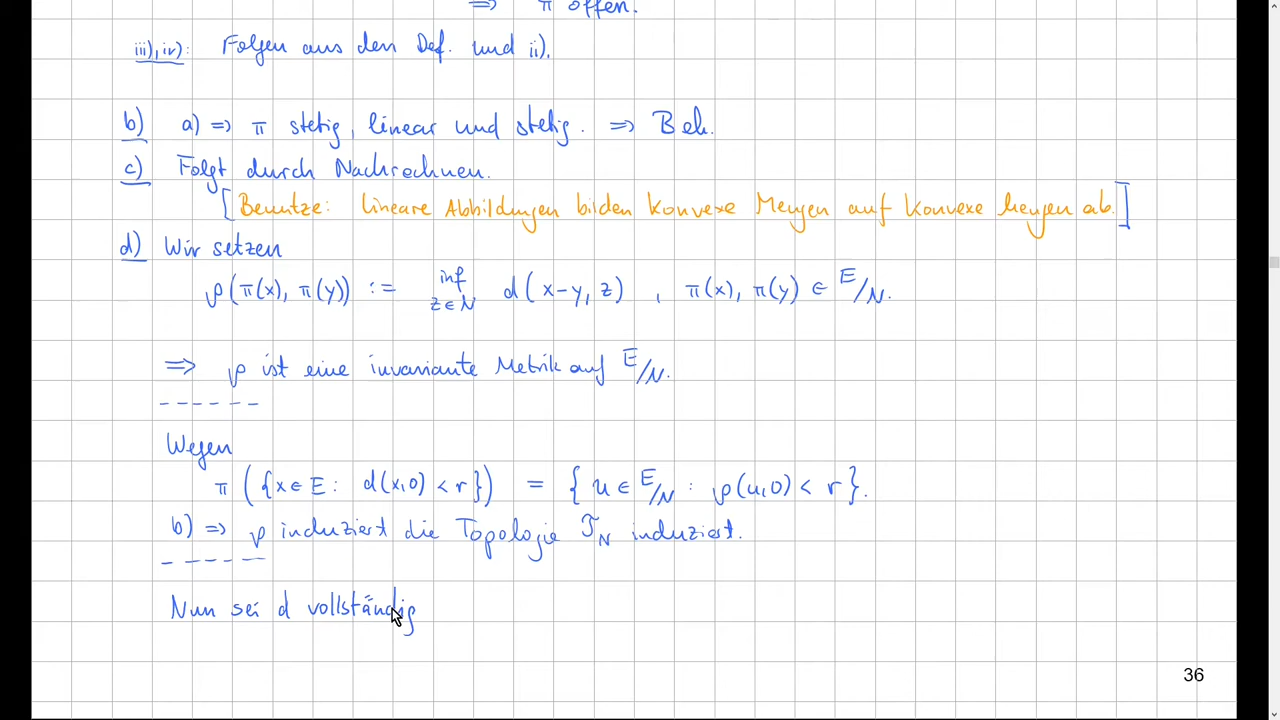 ⇒ π offen.
iii),iv): Folgen aus den Def. und ii).
b) a) ⇒ π stetig, linear und stetig. ⇒ Beh.
c) Folgt durch Nachrechnen.
[Benutze: lineare Abbildungen bilden konvexe Mengen auf konvexe Mengen ab.]
d) Wir setzen
ρ(π(x), π(y)) := inf_{z∈N} d(x-y, z) , π(x), π(y) ∈ E/N.
⇒ ρ ist eine invariante Metrik auf E/N.
Wegen
π({x∈E: d(x,0) < r}) = {u∈E/N : ρ(u,0) < r}.
b) ⇒ ρ induziert die Topologie 𝒯_N induziert.
Nun sei d vollständig
36